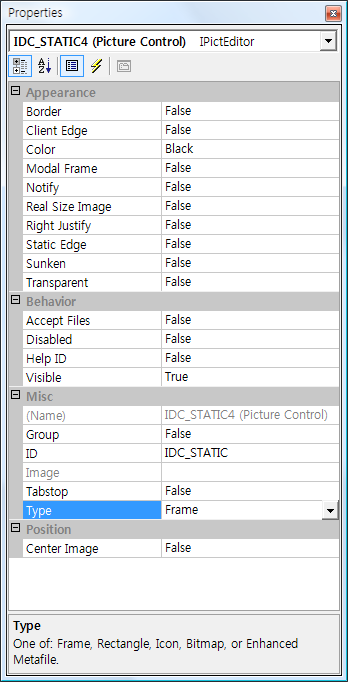 Properties
IDC_STATIC4 (Picture Control) IPictEditor
Appearance
Border False
Client Edge False
Color Black
Modal Frame False
Notify False
Real Size Image False
Right Justify False
Static Edge False
Sunken False
Transparent False
Behavior
Accept Files False
Disabled False
Help ID False
Visible True
Misc
(Name) IDC_STATIC4 (Picture Control)
Group False
ID IDC_STATIC
Image
Tabstop False
Type Frame
Position
Center Image False
Type
One of: Frame, Rectangle, Icon, Bitmap, or Enhanced
Metafile.